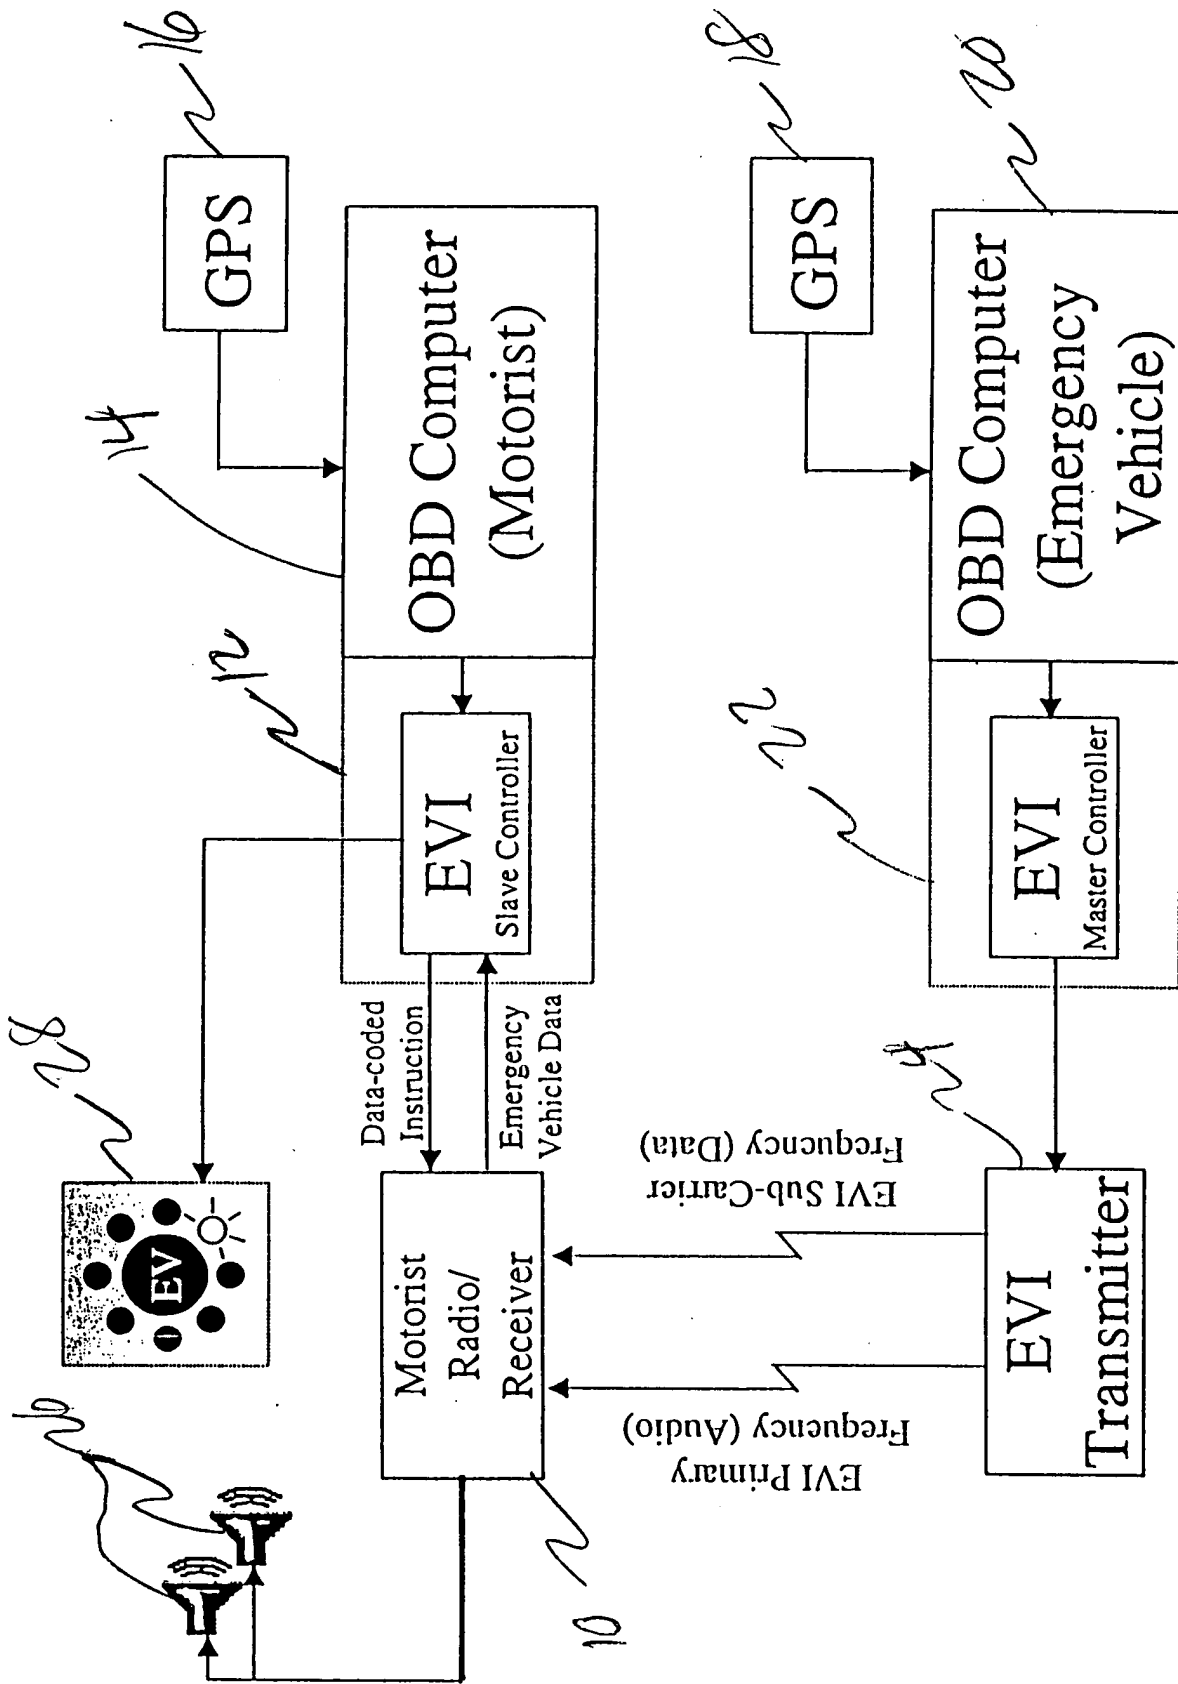 26
28
EV
16
GPS
14
12
OBD Computer
(Motorist)
EVI
Slave Controller
Data-coded
Instruction
Emergency
Vehicle Data
Motorist
Radio/
Receiver
10
EVI Primary
Frequency (Audio)
EVI Sub-Carrier
Frequency (Data)
18
GPS
20
OBD Computer
(Emergency
Vehicle)
22
EVI
Master Controller
24
EVI
Transmitter